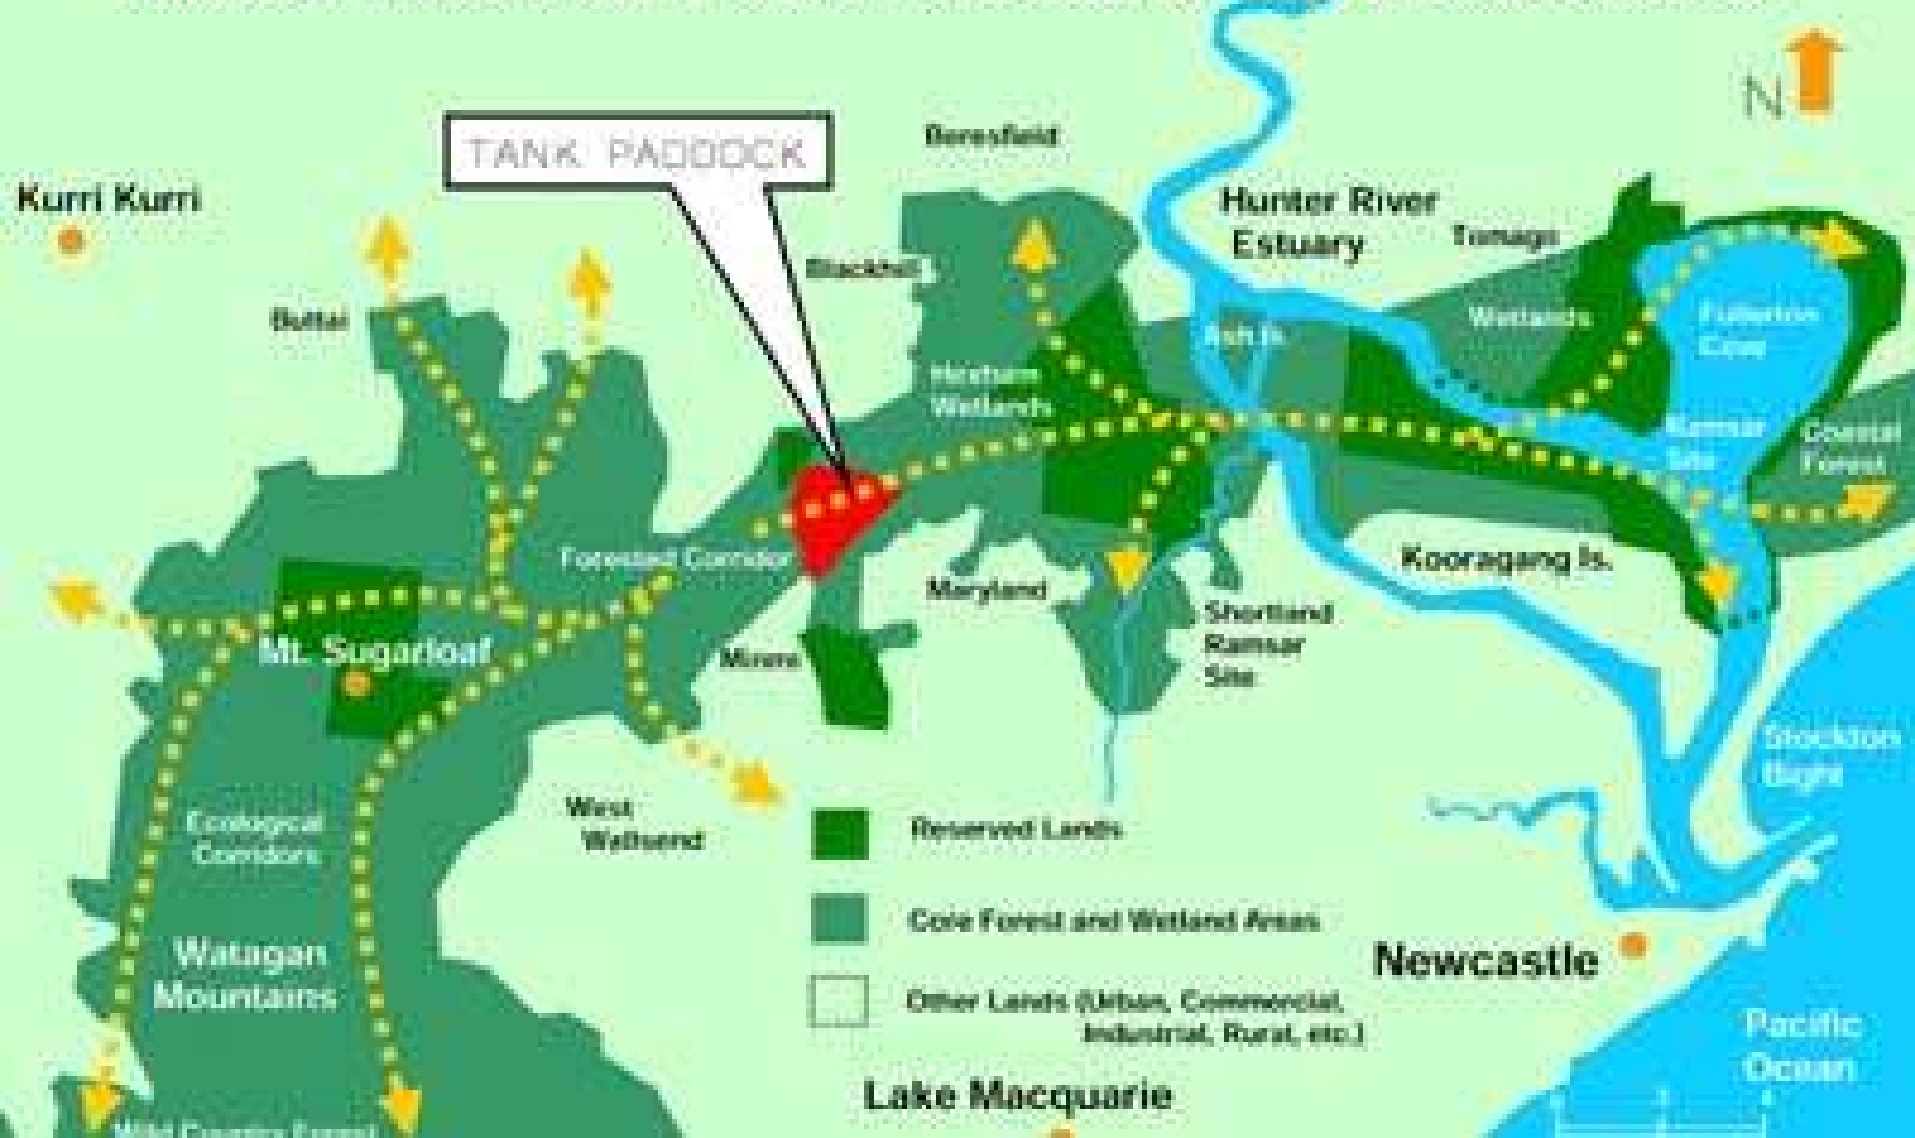 N
TANK PADDOCK
Beresfield
Kurri Kurri
Hunter River
Estuary
Tomago
Blackhill
Buttai
Wetlands
Fullerton
Cove
Ash Is.
Hexham
Wetlands
Ramsar
Site
Coastal
Forest
Forested Corridor
Kooragang Is.
Maryland
Shortland
Ramsar
Site
Mt. Sugarloaf
Minmi
Stockton
Bight
West
Wallsend
Ecological
Corridors
Reserved Lands
Core Forest and Wetland Areas
Watagan
Mountains
Newcastle
Other Lands (Urban, Commercial,
Industrial, Rural, etc.)
Pacific
Ocean
Lake Macquarie
Wild Country Forest